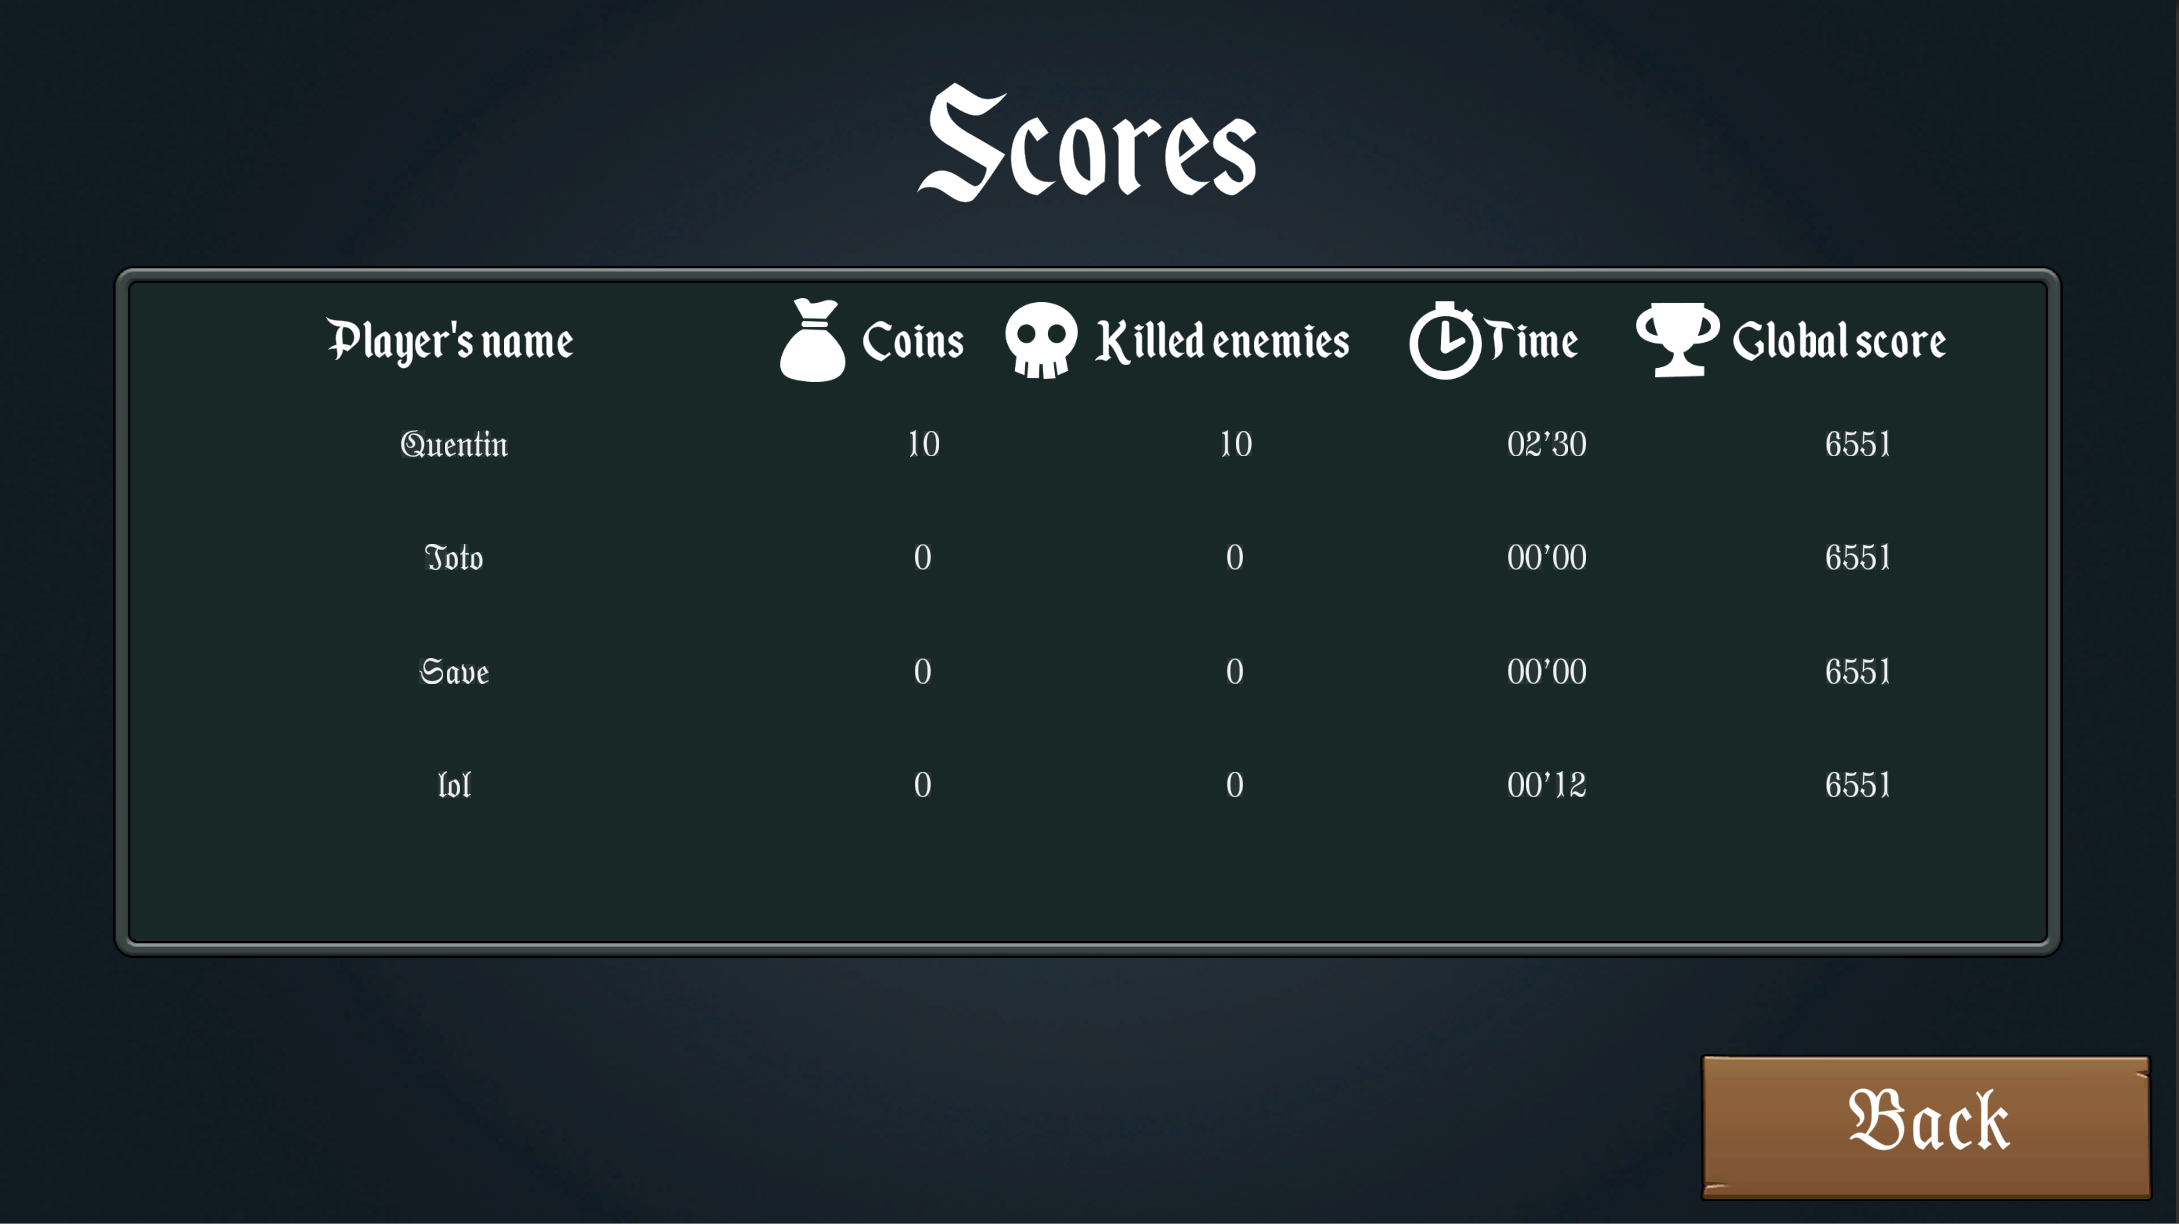 Scores
Player's name Coins Killed enemies Time Global score
Quentin 10 10 02'30 6551
Toto 0 0 00'00 6551
Save 0 0 00'00 6551
lol 0 0 00'12 6551
Back